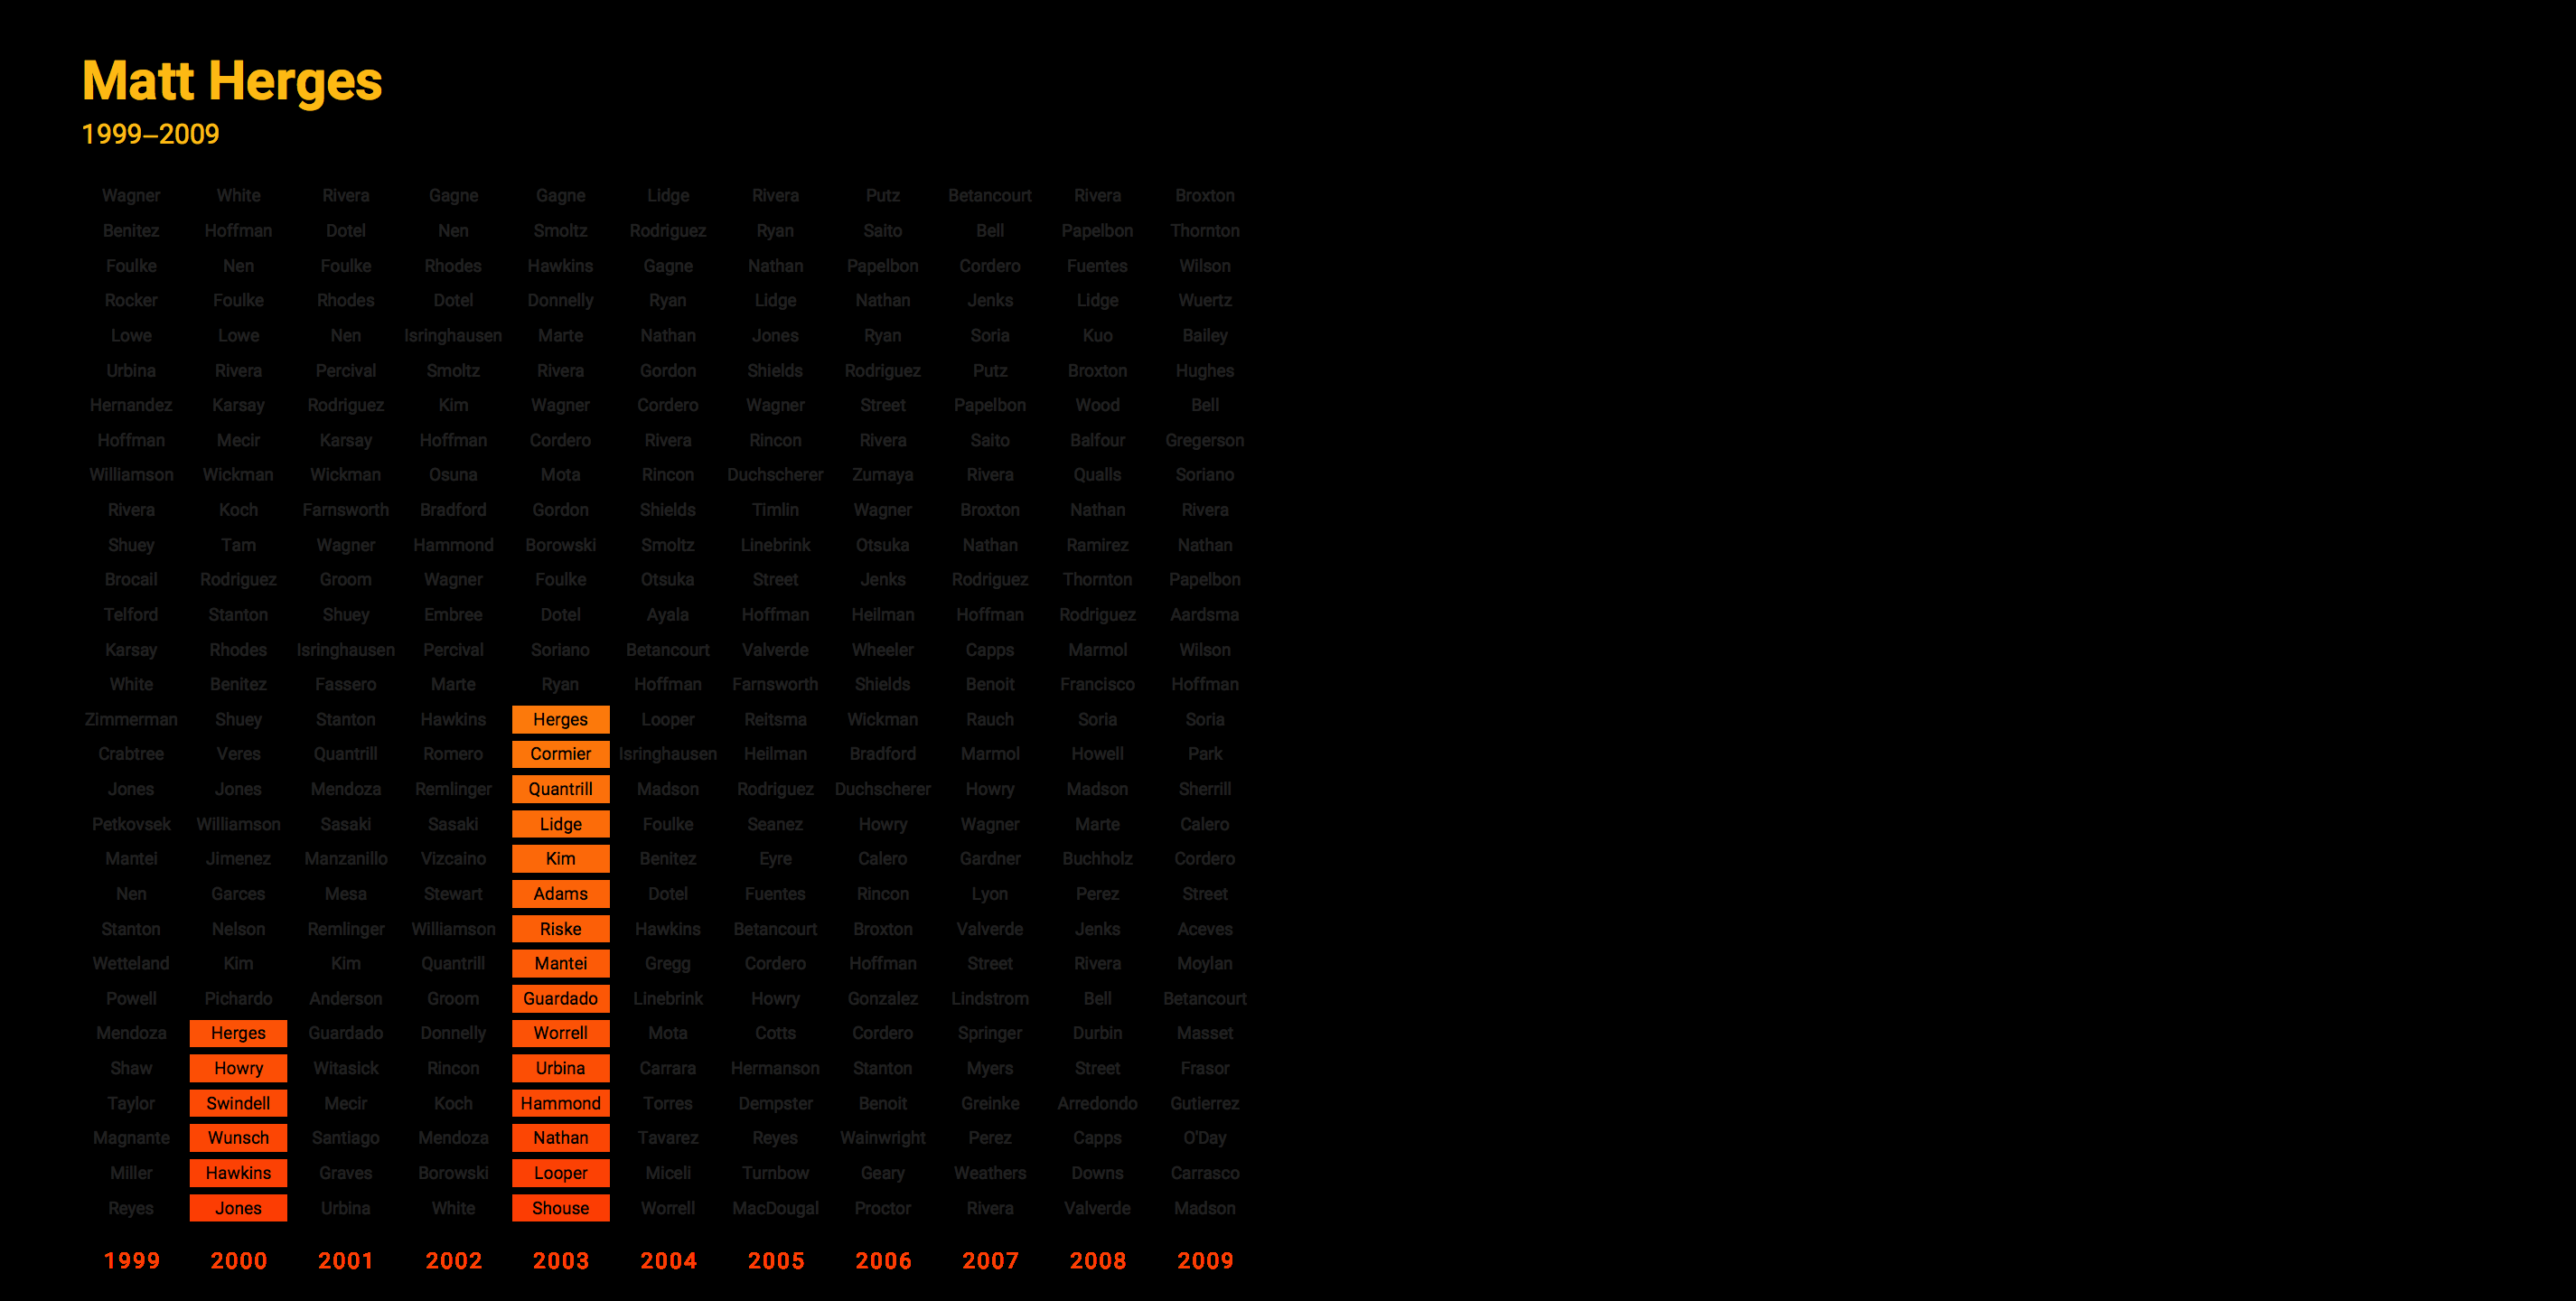 Matt Herges
1999–2009
Wagner White Rivera Gagne Gagne Lidge Rivera Putz Betancourt Rivera Broxton
Benitez Hoffman Dotel Nen Smoltz Rodriguez Ryan Saito Bell Papelbon Thornton
Foulke Nen Foulke Rhodes Hawkins Gagne Nathan Papelbon Cordero Fuentes Wilson
Rocker Foulke Rhodes Dotel Donnelly Ryan Lidge Nathan Jenks Lidge Wuertz
Lowe Lowe Nen Isringhausen Marte Nathan Jones Ryan Soria Kuo Bailey
Urbina Rivera Percival Smoltz Rivera Gordon Shields Rodriguez Putz Broxton Hughes
Hernandez Karsay Rodriguez Kim Wagner Cordero Wagner Street Papelbon Wood Bell
Hoffman Mecir Karsay Hoffman Cordero Rivera Rincon Rivera Saito Balfour Gregerson
Williamson Wickman Wickman Osuna Mota Rincon Duchscherer Zumaya Rivera Qualls Soriano
Rivera Koch Farnsworth Bradford Gordon Shields Timlin Wagner Broxton Nathan Rivera
Shuey Tam Wagner Hammond Borowski Smoltz Linebrink Otsuka Nathan Ramirez Nathan
Brocail Rodriguez Groom Wagner Foulke Otsuka Street Jenks Rodriguez Thornton Papelbon
Telford Stanton Shuey Embree Dotel Ayala Hoffman Heilman Hoffman Rodriguez Aardsma
Karsay Rhodes Isringhausen Percival Soriano Betancourt Valverde Wheeler Capps Marmol Wilson
White Benitez Fassero Marte Ryan Hoffman Farnsworth Shields Benoit Francisco Hoffman
Zimmerman Shuey Stanton Hawkins Herges Looper Reitsma Wickman Rauch Soria Soria
Crabtree Veres Quantrill Romero Cormier Isringhausen Heilman Bradford Marmol Howell Park
Jones Jones Mendoza Remlinger Quantrill Madson Rodriguez Duchscherer Howry Madson Sherrill
Petkovsek Williamson Sasaki Sasaki Lidge Foulke Seanez Howry Wagner Marte Calero
Mantei Jimenez Manzanillo Vizcaino Kim Benitez Eyre Calero Gardner Buchholz Cordero
Nen Garces Mesa Stewart Adams Dotel Fuentes Rincon Lyon Perez Street
Stanton Nelson Remlinger Williamson Riske Hawkins Betancourt Broxton Valverde Jenks Aceves
Wetteland Kim Kim Quantrill Mantei Gregg Cordero Hoffman Street Rivera Moylan
Powell Pichardo Anderson Groom Guardado Linebrink Howry Gonzalez Lindstrom Bell Betancourt
Mendoza Herges Guardado Donnelly Worrell Mota Cotts Cordero Springer Durbin Masset
Shaw Howry Witasick Rincon Urbina Carrara Hermanson Stanton Myers Street Frasor
Taylor Swindell Mecir Koch Hammond Torres Dempster Benoit Greinke Arredondo Gutierrez
Magnante Wunsch Santiago Mendoza Nathan Tavarez Reyes Wainwright Perez Capps O'Day
Miller Hawkins Graves Borowski Looper Miceli Turnbow Geary Weathers Downs Carrasco
Reyes Jones Urbina White Shouse Worrell MacDougal Proctor Rivera Valverde Madson
1999 2000 2001 2002 2003 2004 2005 2006 2007 2008 2009